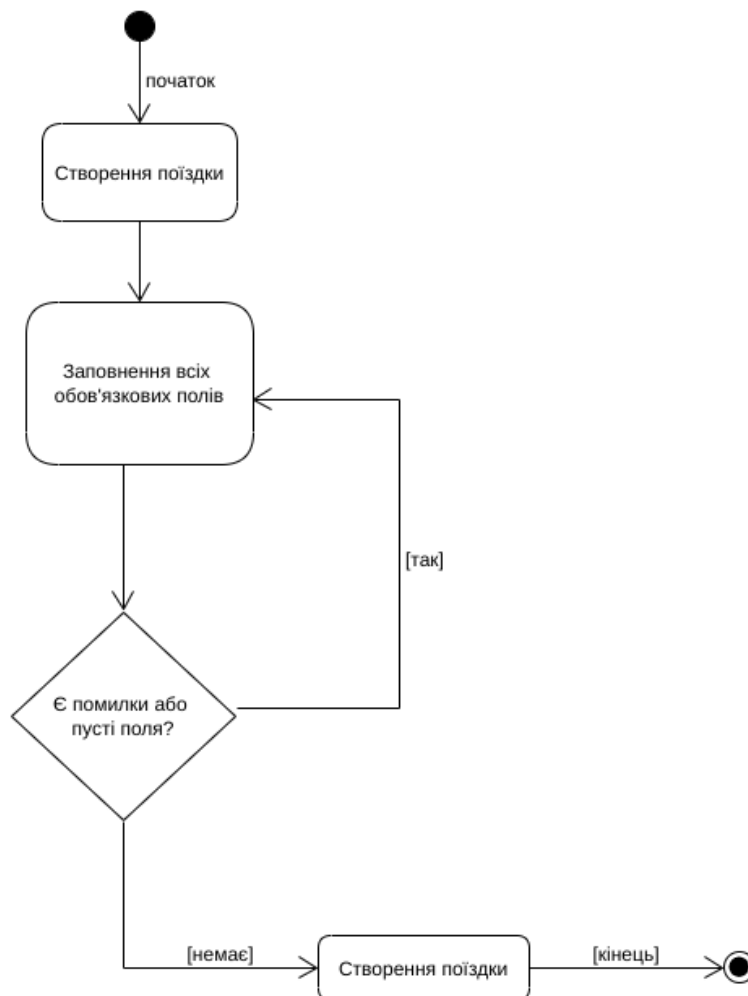 початок
Створення поїздки
Заповнення всіх
обов'язкових полів
[так]
Є помилки або
пусті поля?
[немає]
Створення поїздки
[кінець]